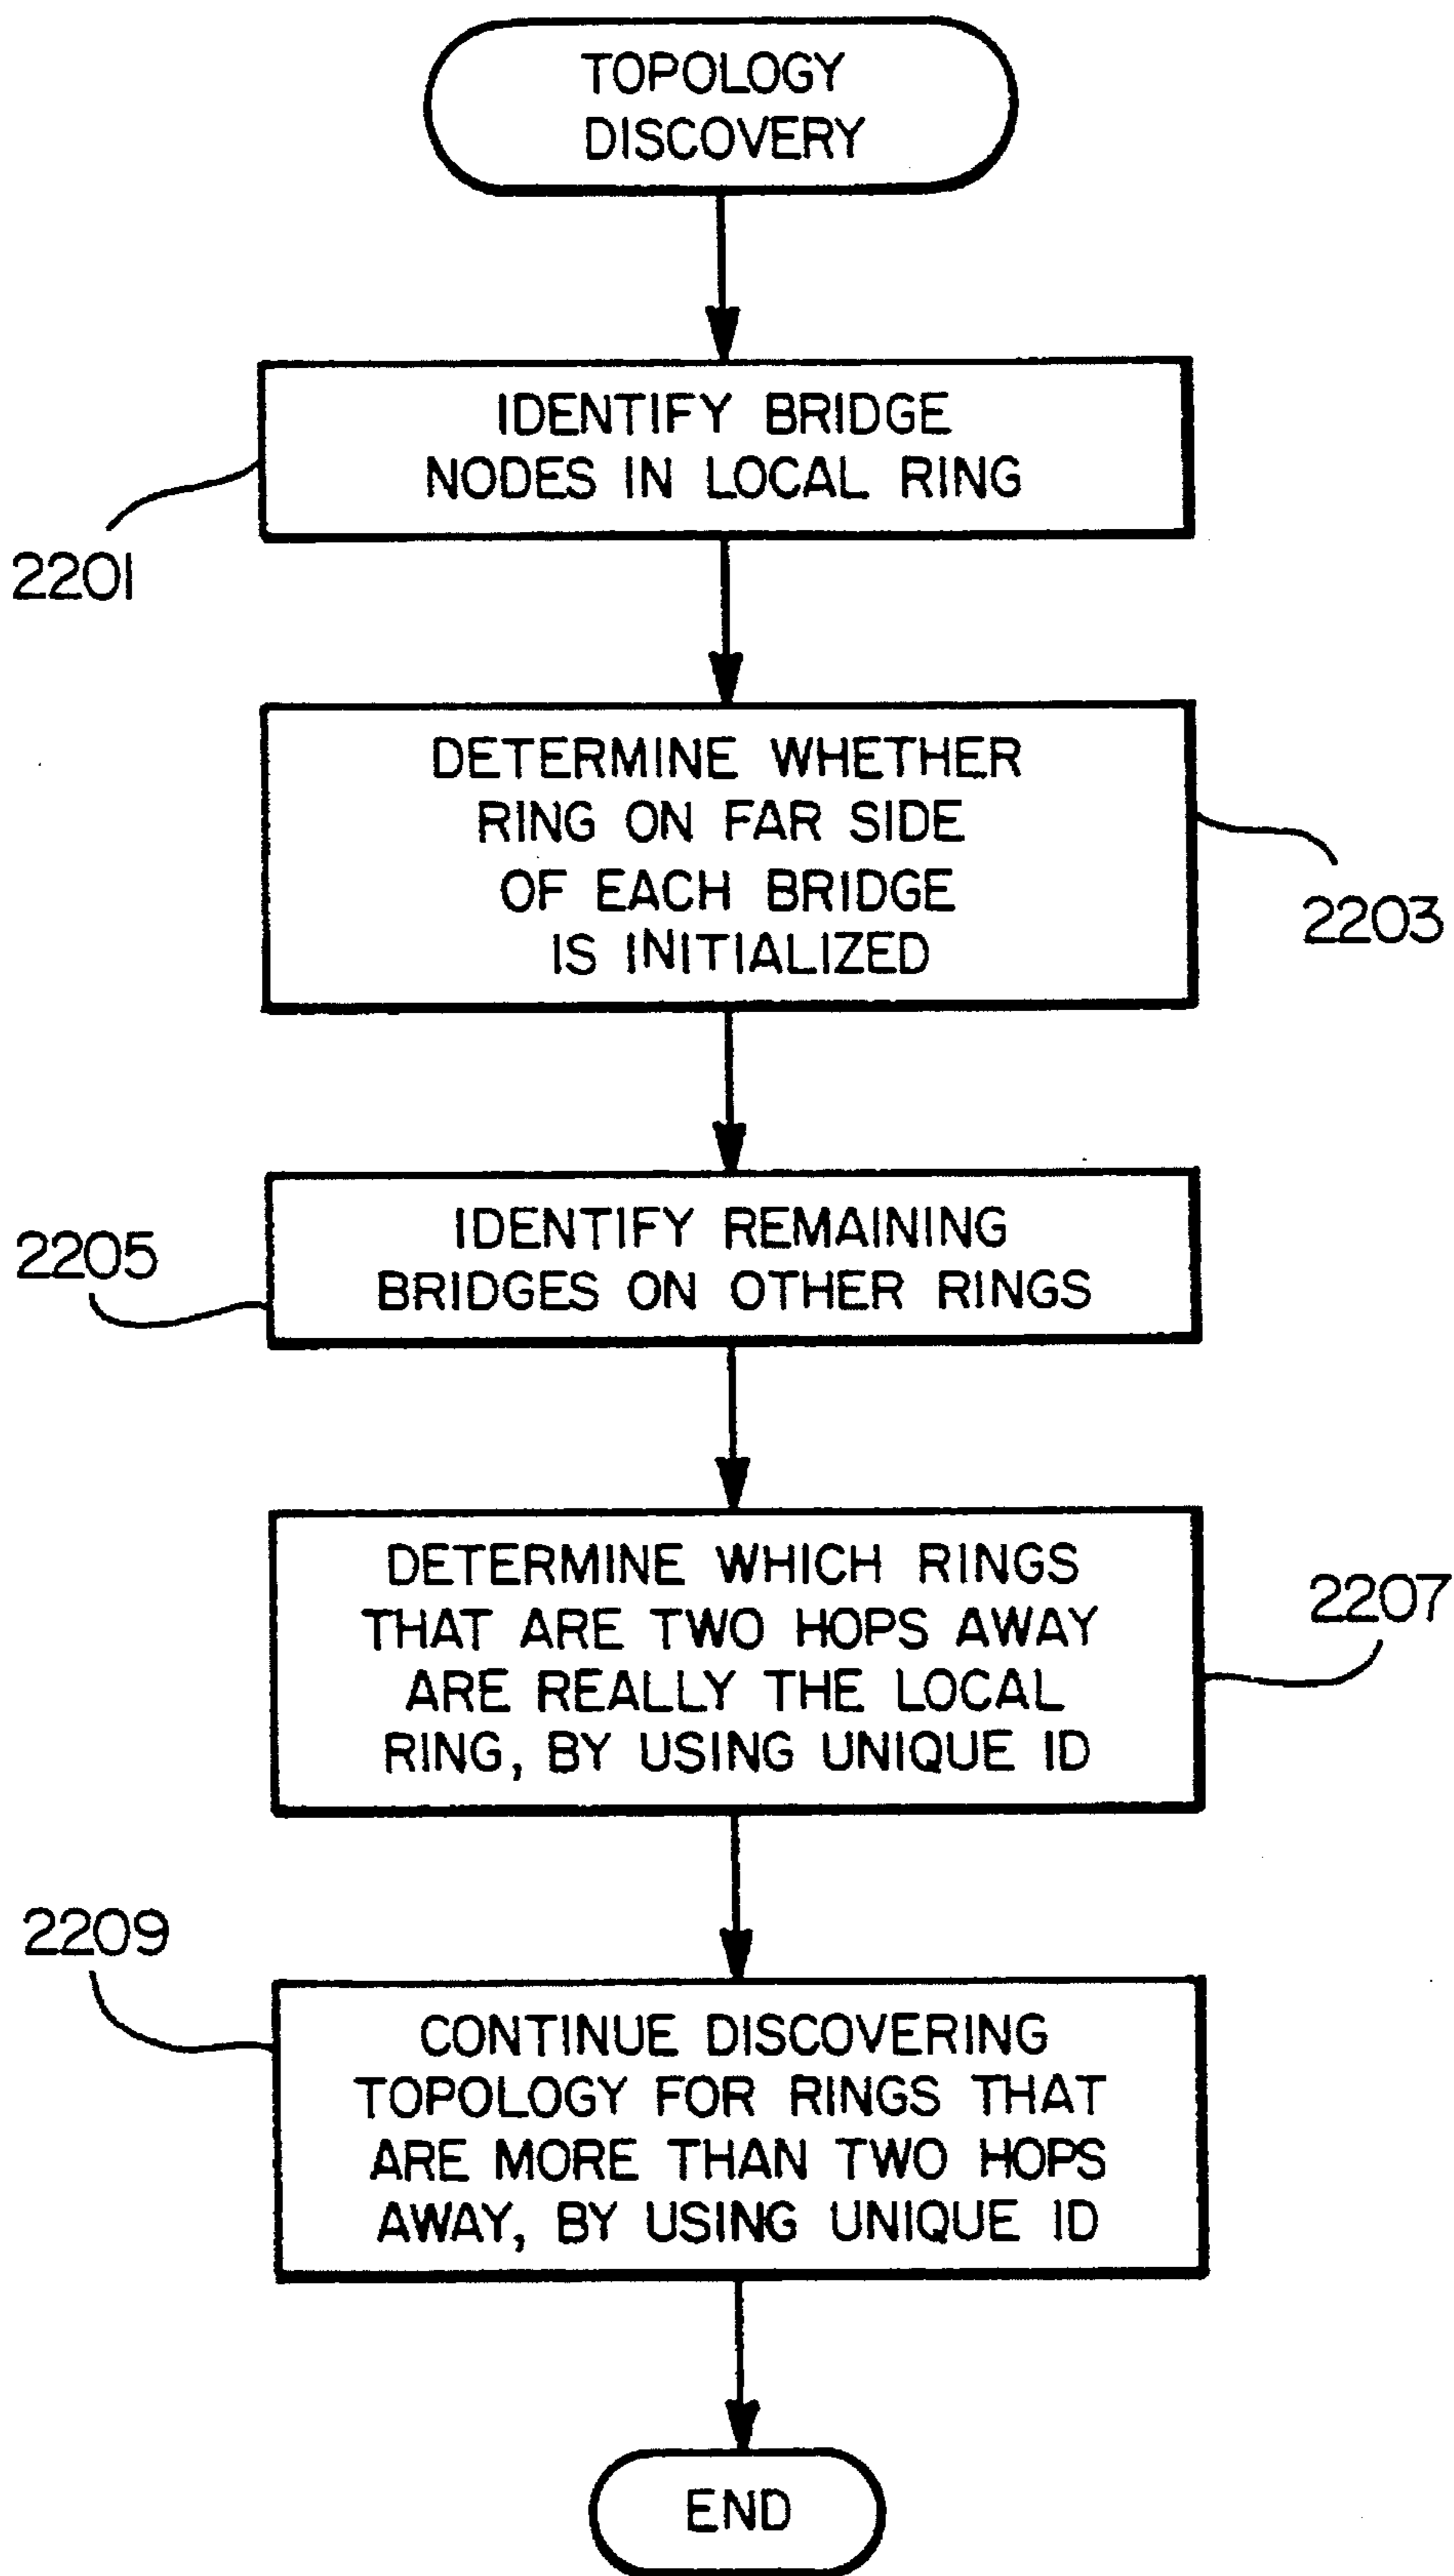 TOPOLOGY
DISCOVERY
IDENTIFY BRIDGE
NODES IN LOCAL RING
2201
DETERMINE WHETHER
RING ON FAR SIDE
OF EACH BRIDGE
IS INITIALIZED
2203
IDENTIFY REMAINING
BRIDGES ON OTHER RINGS
2205
DETERMINE WHICH RINGS
THAT ARE TWO HOPS AWAY
ARE REALLY THE LOCAL
RING, BY USING UNIQUE ID
2207
2209
CONTINUE DISCOVERING
TOPOLOGY FOR RINGS THAT
ARE MORE THAN TWO HOPS
AWAY, BY USING UNIQUE ID
END